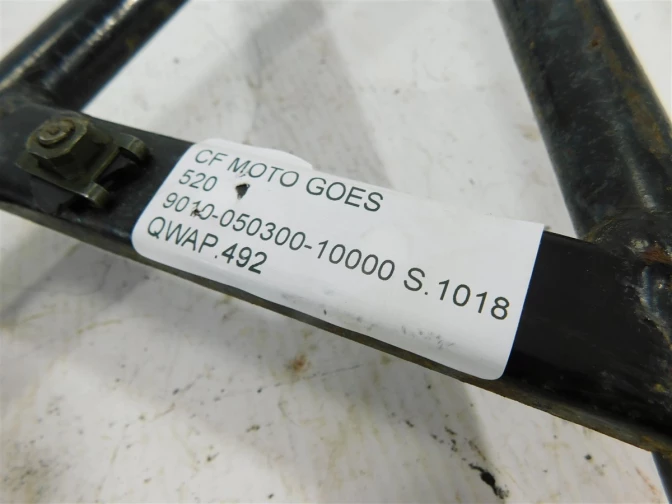 CF MOTO GOES
520
9010-050300-10000 S.1018
QWAP.492